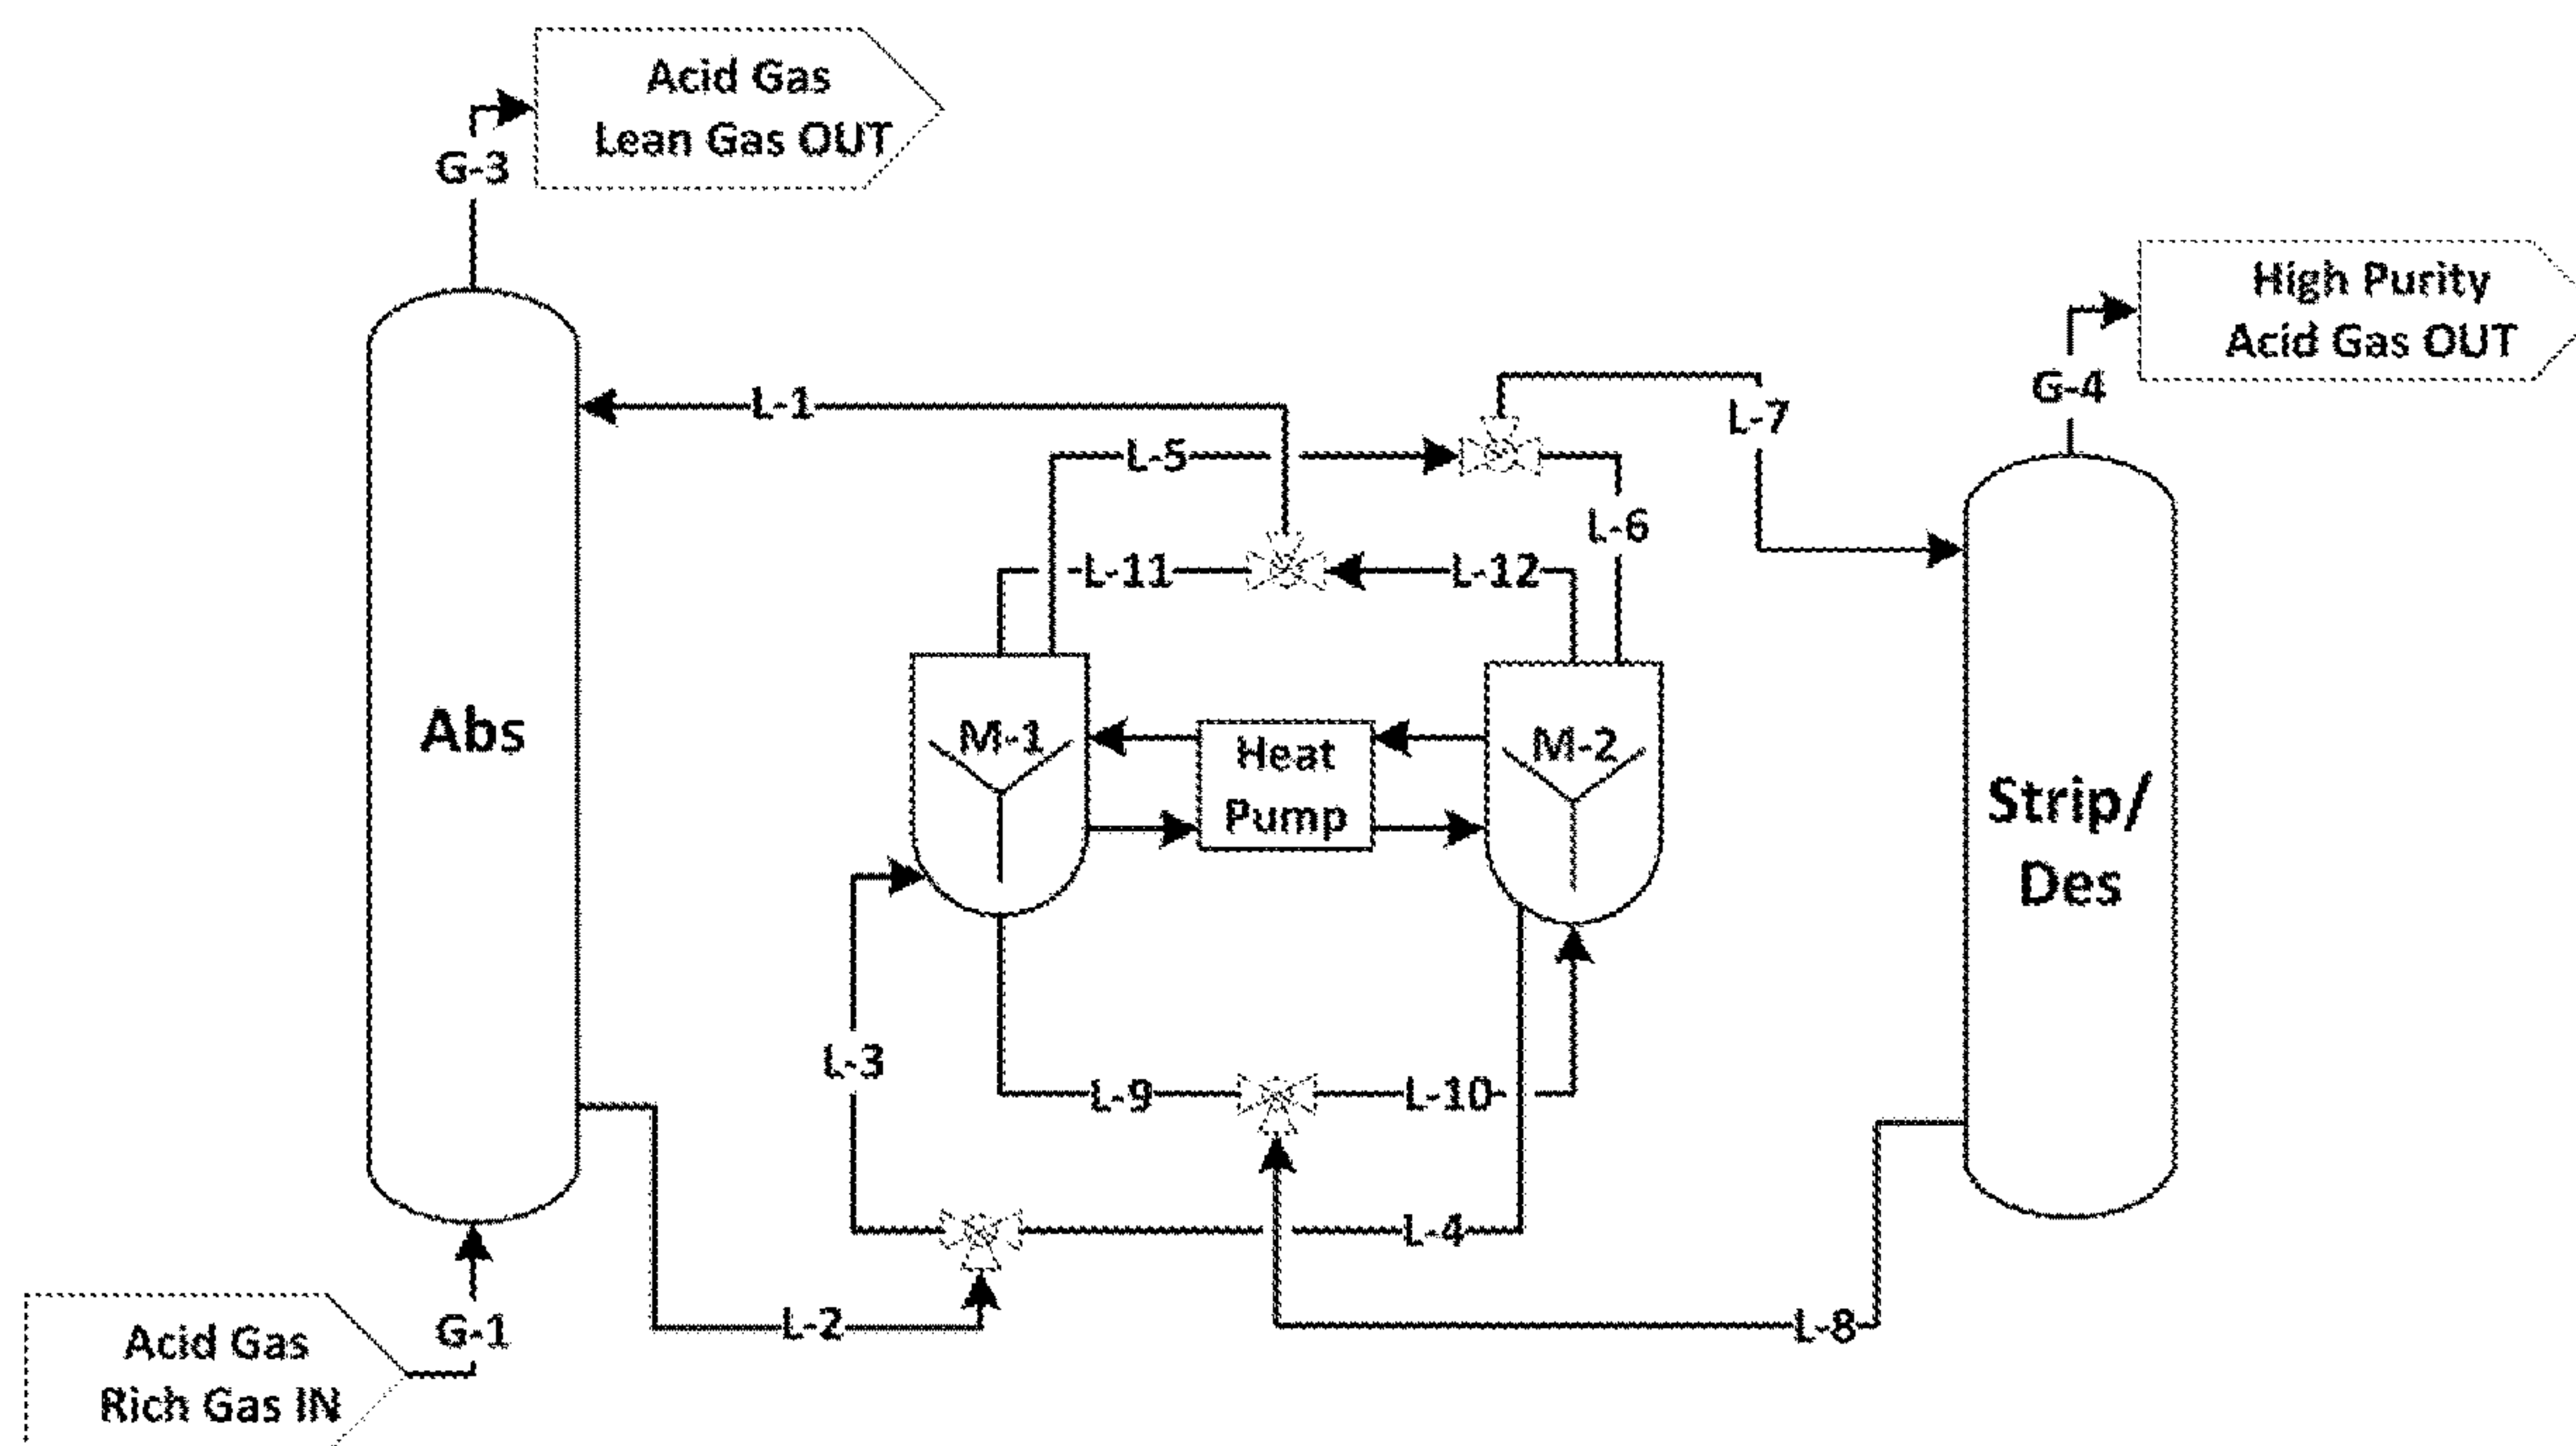 Acid Gas
Lean Gas OUT
G-3
High Purity
Acid Gas OUT
G-4
L-1
L-7
L-5
L-6
L-11
L-12
Abs
M-1
M-2
Heat
Pump
Strip/
Des
L-3
L-9
L-10
L-4
L-2
L-8
G-1
Acid Gas
Rich Gas IN